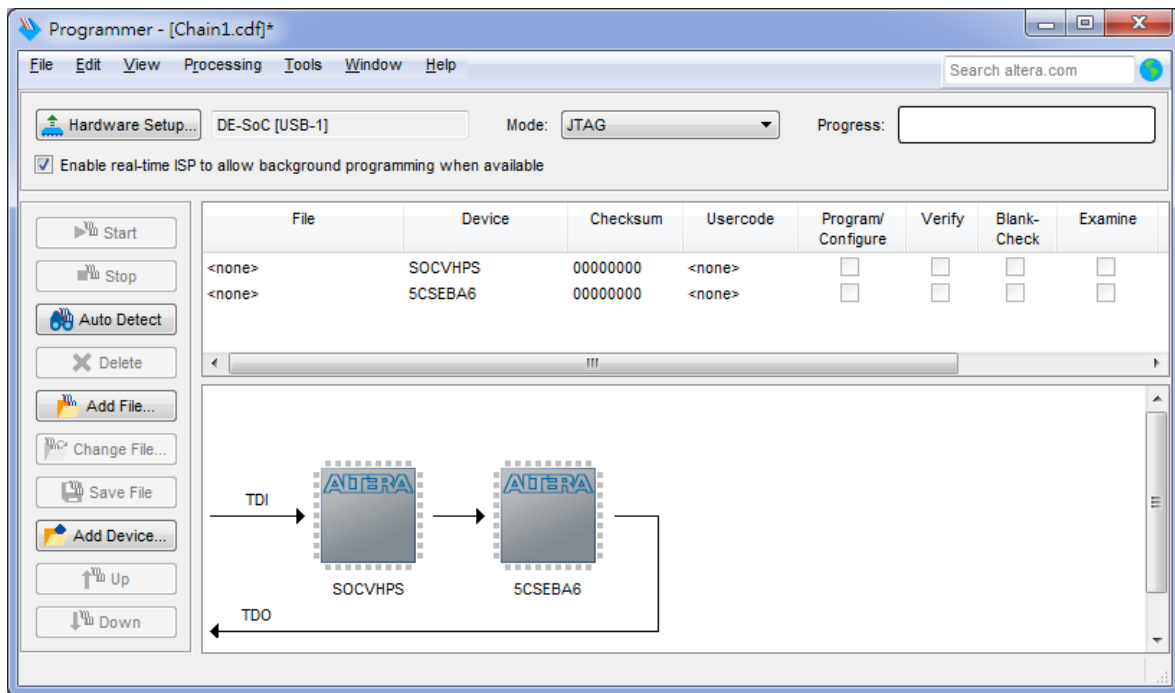 Programmer - [Chain1.cdf]*
File Edit View Processing Tools Window Help
Search altera.com
Hardware Setup... DE-SoC [USB-1] Mode: JTAG Progress:
Enable real-time ISP to allow background programming when available
Start
Stop
Auto Detect
Delete
Add File...
Change File...
Save File
Add Device...
Up
Down
File Device Checksum Usercode Program/ Configure Verify Blank- Check Examine
<none> SOCVHPS 00000000 <none>
<none> 5CSEBA6 00000000 <none>
TDI
ALTERA
ALTERA
SOCVHPS
5CSEBA6
TDO